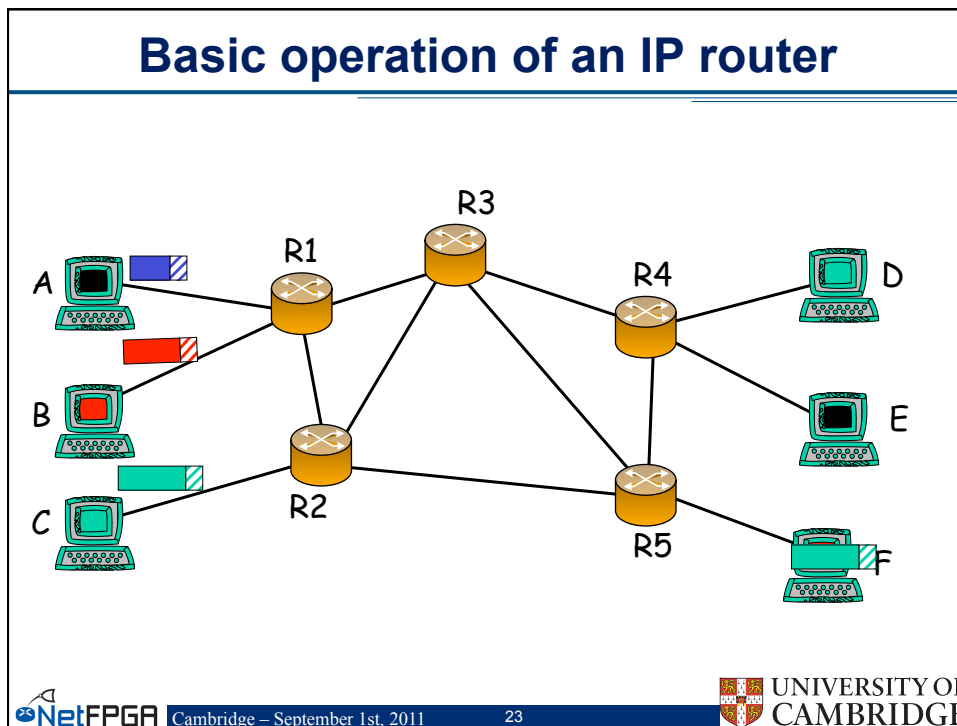 Basic operation of an IP router
R3
R1
R4
A
D
B
E
R2
C
R5
F
NetFPGA
Cambridge – September 1st, 2011
23
UNIVERSITY OF
CAMBRIDGE